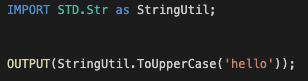 IMPORT STD.Str as StringUtil;
OUTPUT(StringUtil.ToUpperCase('hello'));